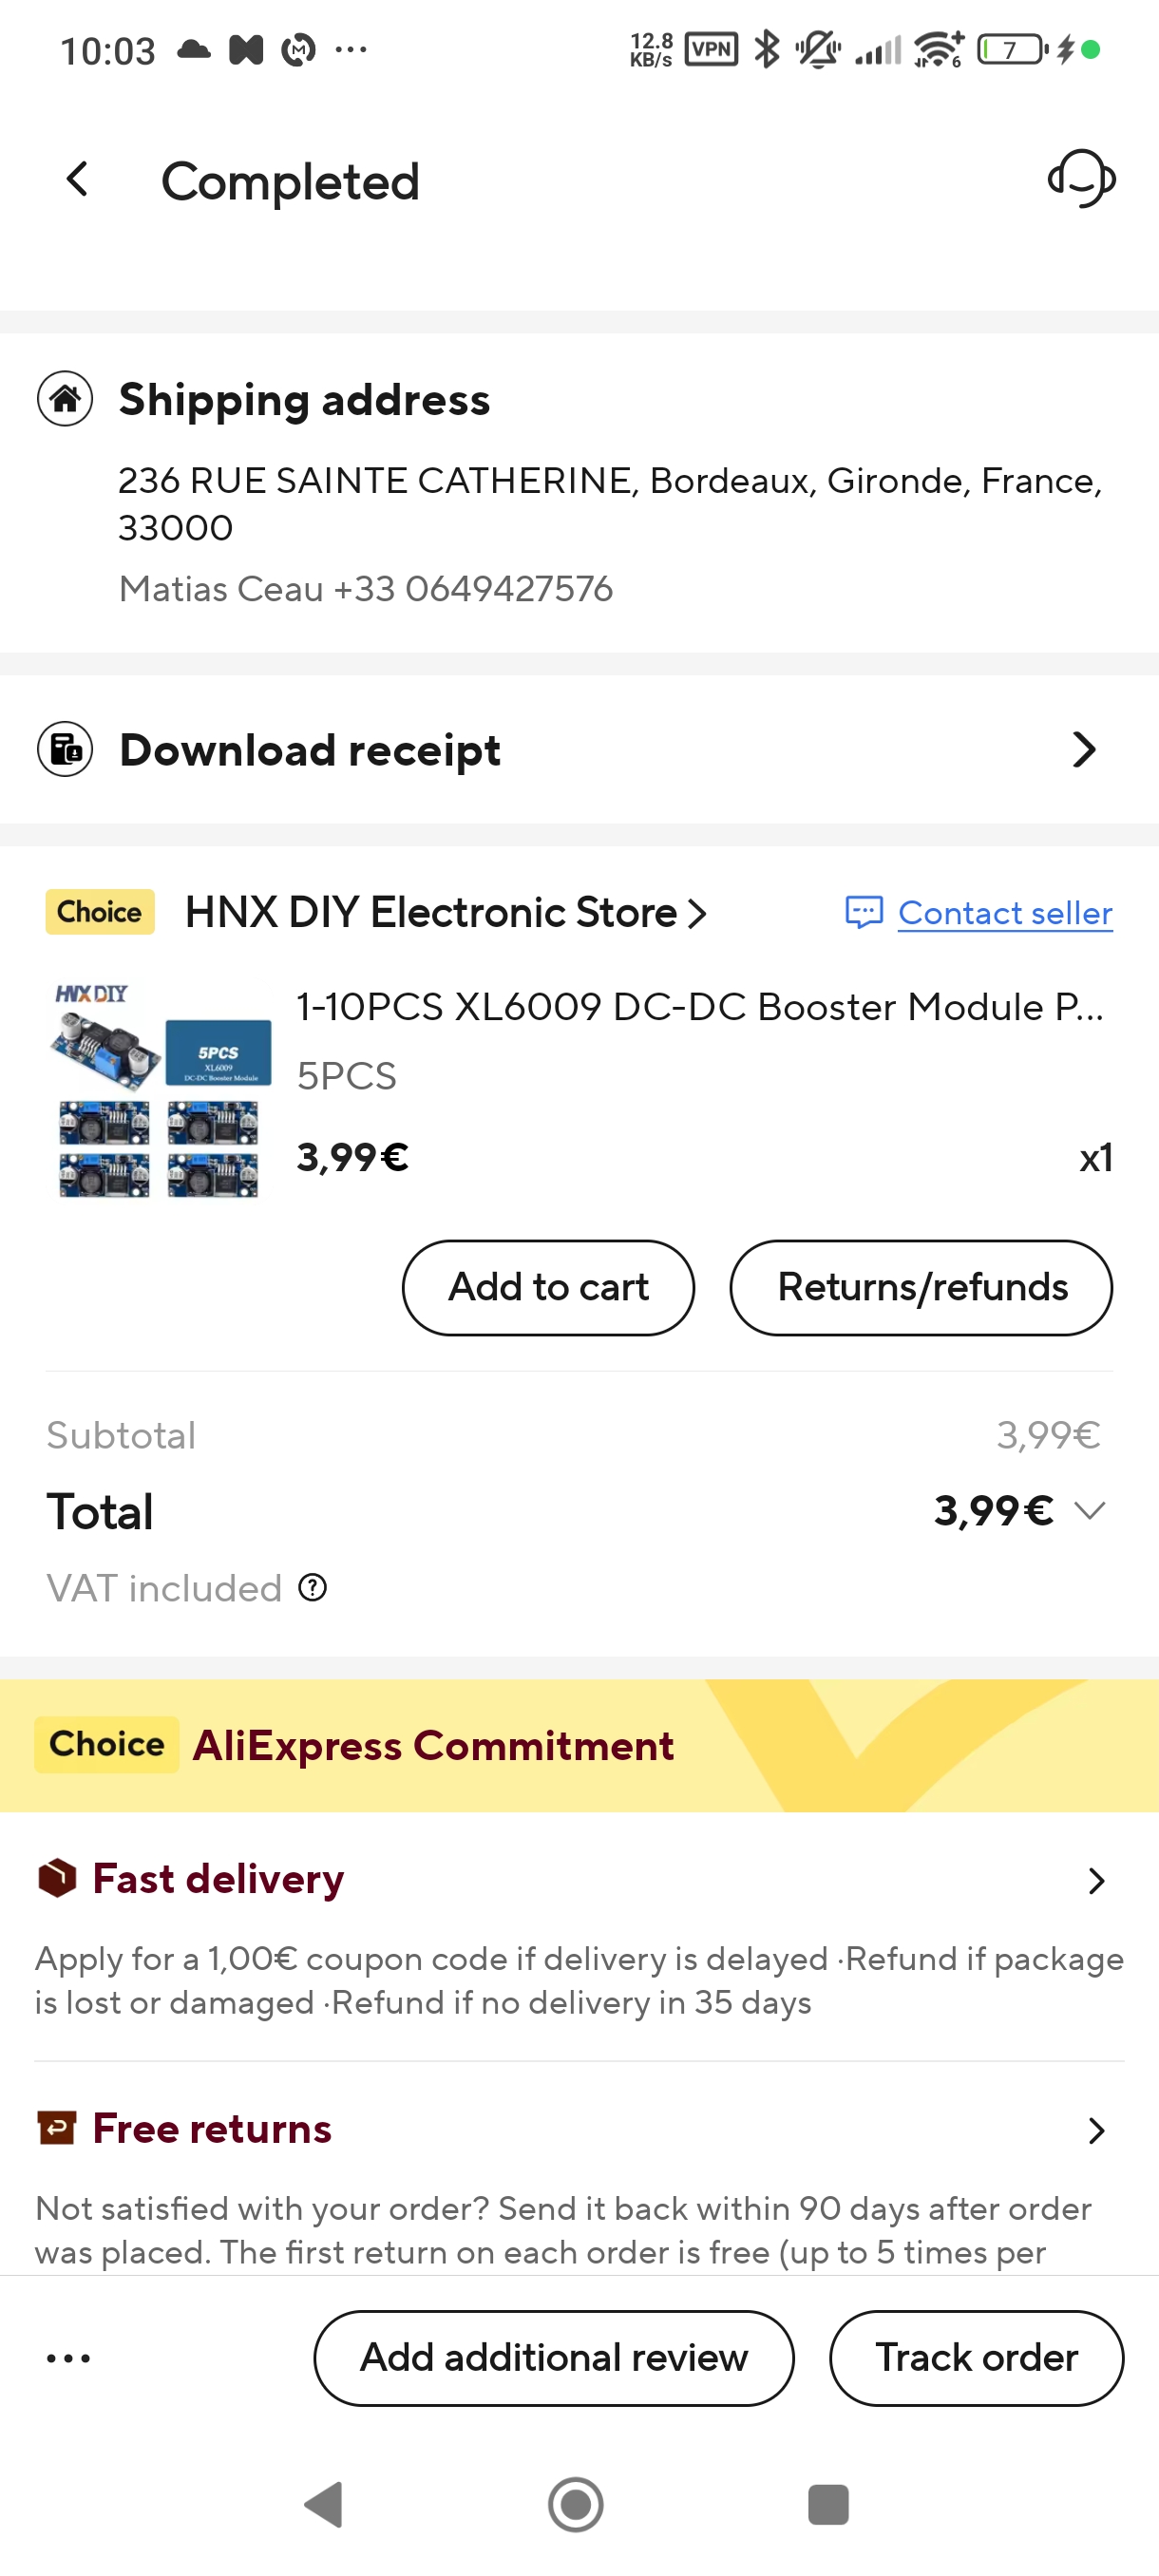 10:03 M ... 12.8 KB/s VPN 6 7
Completed
Shipping address
236 RUE SAINTE CATHERINE, Bordeaux, Gironde, France,
33000
Matias Ceau +33 0649427576
Download receipt
Choice HNX DIY Electronic Store Contact seller
HNX DIY
5PCS
XL6009
DC-DC Booster Module
1-10PCS XL6009 DC-DC Booster Module P...
5PCS
3,99€ x1
Add to cart Returns/refunds
Subtotal 3,99€
Total 3,99€
VAT included ?
Choice AliExpress Commitment
Fast delivery
Apply for a 1,00€ coupon code if delivery is delayed ·Refund if package
is lost or damaged ·Refund if no delivery in 35 days
Free returns
Not satisfied with your order? Send it back within 90 days after order
was placed. The first return on each order is free (up to 5 times per
... Add additional review Track order